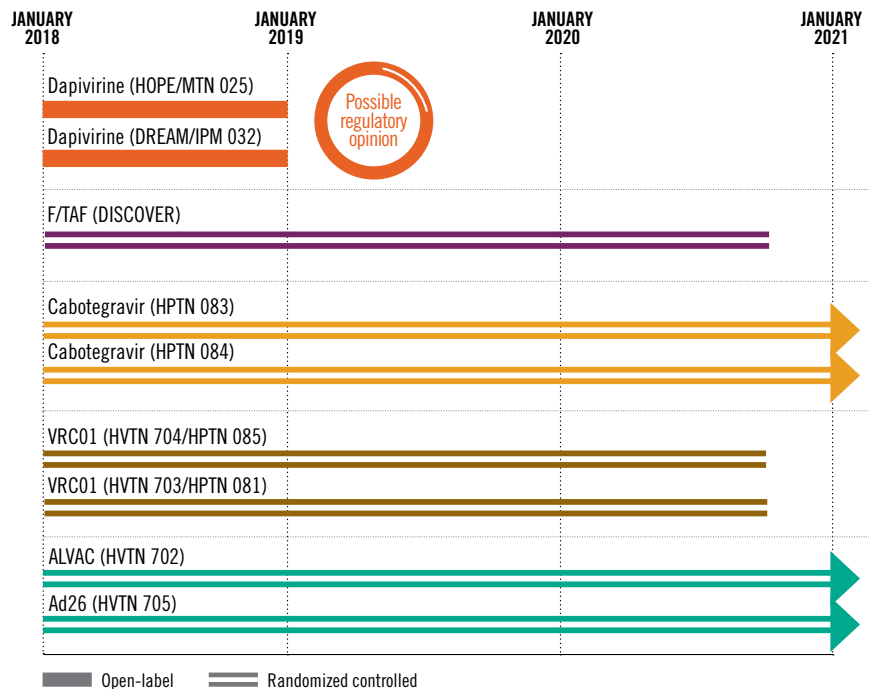 JANUARY
2018
JANUARY
2019
JANUARY
2020
JANUARY
2021
Dapivirine (HOPE/MTN 025)
Dapivirine (DREAM/IPM 032)
Possible
regulatory
opinion
F/TAF (DISCOVER)
Cabotegravir (HPTN 083)
Cabotegravir (HPTN 084)
VRC01 (HVTN 704/HPTN 085)
VRC01 (HVTN 703/HPTN 081)
ALVAC (HVTN 702)
Ad26 (HVTN 705)
Open-label
Randomized controlled